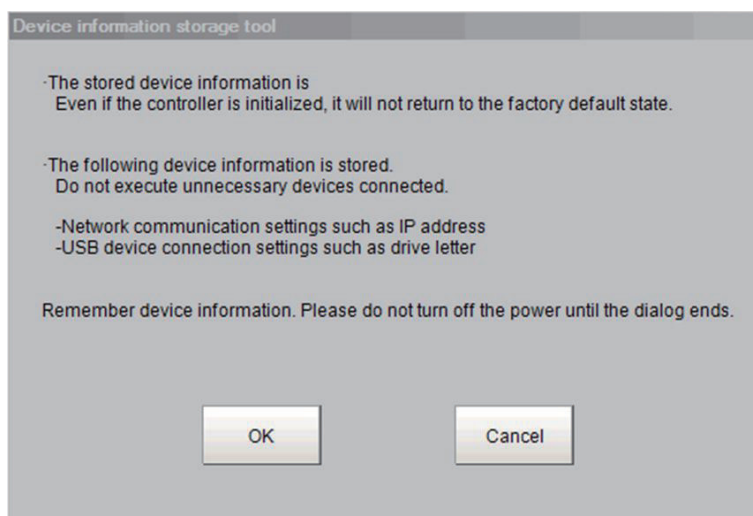 Device information storage tool
·The stored device information is
Even if the controller is initialized, it will not return to the factory default state.
·The following device information is stored.
Do not execute unnecessary devices connected.
-Network communication settings such as IP address
-USB device connection settings such as drive letter
Remember device information. Please do not turn off the power until the dialog ends.
OK
Cancel